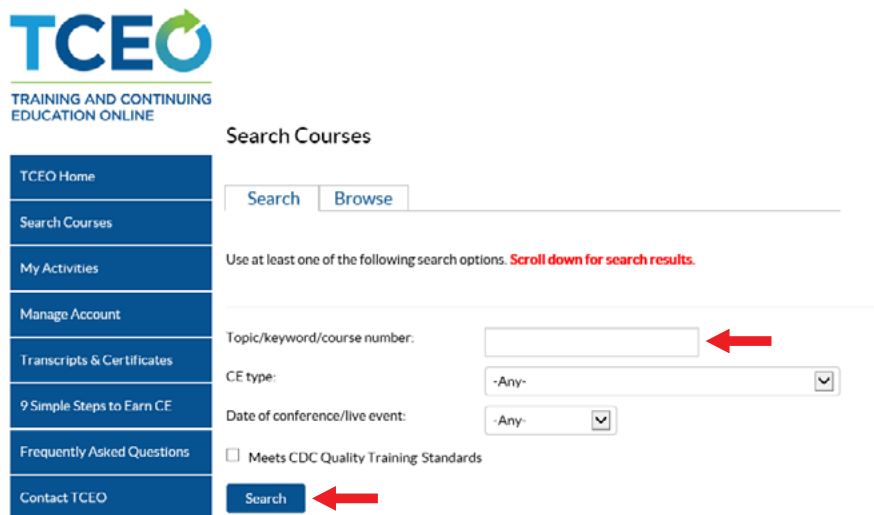 TCEO
TRAINING AND CONTINUING
EDUCATION ONLINE
Search Courses
TCEO Home
Search Courses
My Activities
Manage Account
Transcripts & Certificates
9 Simple Steps to Earn CE
Frequently Asked Questions
Contact TCEO
Search
Browse
Use at least one of the following search options. Scroll down for search results.
Topic/keyword/course number:
CE type:
-Any-
Date of conference/live event:
-Any-
Meets CDC Quality Training Standards
Search